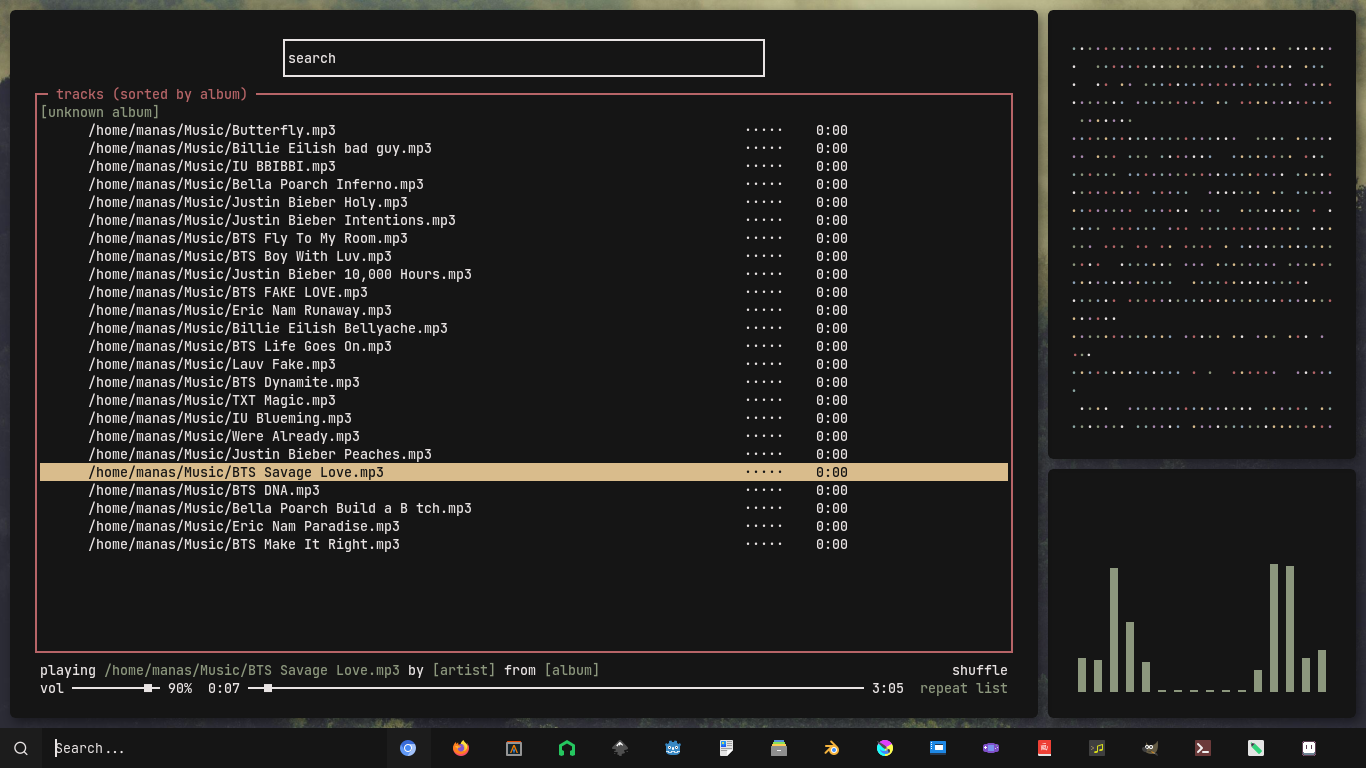 search
tracks (sorted by album)
[unknown album]
/home/manas/Music/Butterfly.mp3 ····· 0:00
/home/manas/Music/Billie Eilish bad guy.mp3 ····· 0:00
/home/manas/Music/IU BBIBBI.mp3 ····· 0:00
/home/manas/Music/Bella Poarch Inferno.mp3 ····· 0:00
/home/manas/Music/Justin Bieber Holy.mp3 ····· 0:00
/home/manas/Music/Justin Bieber Intentions.mp3 ····· 0:00
/home/manas/Music/BTS Fly To My Room.mp3 ····· 0:00
/home/manas/Music/BTS Boy With Luv.mp3 ····· 0:00
/home/manas/Music/Justin Bieber 10,000 Hours.mp3 ····· 0:00
/home/manas/Music/BTS FAKE LOVE.mp3 ····· 0:00
/home/manas/Music/Eric Nam Runaway.mp3 ····· 0:00
/home/manas/Music/Billie Eilish Bellyache.mp3 ····· 0:00
/home/manas/Music/BTS Life Goes On.mp3 ····· 0:00
/home/manas/Music/Lauv Fake.mp3 ····· 0:00
/home/manas/Music/BTS Dynamite.mp3 ····· 0:00
/home/manas/Music/TXT Magic.mp3 ····· 0:00
/home/manas/Music/IU Blueming.mp3 ····· 0:00
/home/manas/Music/Were Already.mp3 ····· 0:00
/home/manas/Music/Justin Bieber Peaches.mp3 ····· 0:00
/home/manas/Music/BTS Savage Love.mp3 ····· 0:00
/home/manas/Music/BTS DNA.mp3 ····· 0:00
/home/manas/Music/Bella Poarch Build a B tch.mp3 ····· 0:00
/home/manas/Music/Eric Nam Paradise.mp3 ····· 0:00
/home/manas/Music/BTS Make It Right.mp3 ····· 0:00
playing /home/manas/Music/BTS Savage Love.mp3 by [artist] from [album] shuffle
vol 90% 0:07 3:05 repeat list
Search...